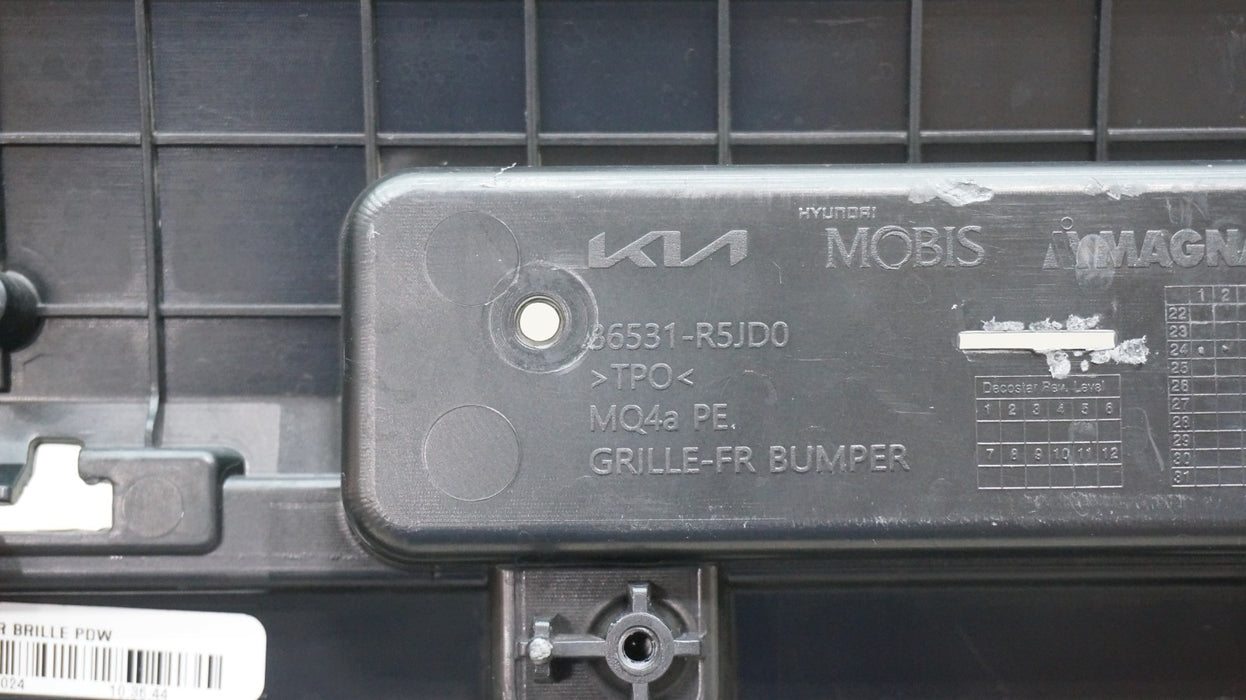 KIA
HYUNDAI
MOBIS
MAGNA
86531-R5JD0
>TPO<
MQ4a PE.
GRILLE-FR BUMPER
Decostar Rev. Level
1 2 3 4 5 6
7 8 9 10 11 12
1 2
22
23
24
25
26
27
28
29
30
31
R BRILLE PDW
024
10:36:44